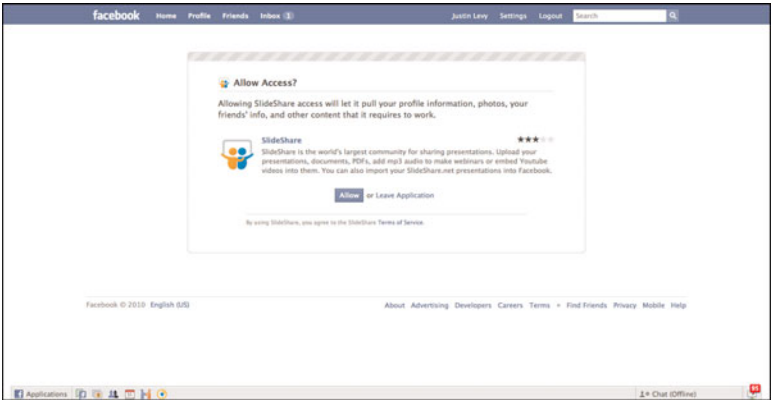 facebook Home Profile Friends Inbox 1 Justin Levy Settings Logout Search
Allow Access?
Allowing SlideShare access will let it pull your profile information, photos, your
friends' info, and other content that it requires to work.
SlideShare
SlideShare is the world's largest community for sharing presentations. Upload your
presentations, documents, PDFs, add mp3 audio to make webinars or embed Youtube
videos into them. You can also import your SlideShare.net presentations into Facebook.
Allow or Leave Application
By using SlideShare, you agree to the SlideShare Terms of Service.
Facebook © 2010 English (US) About Advertising Developers Careers Terms • Find Friends Privacy Mobile Help
Applications Chat (Offline)